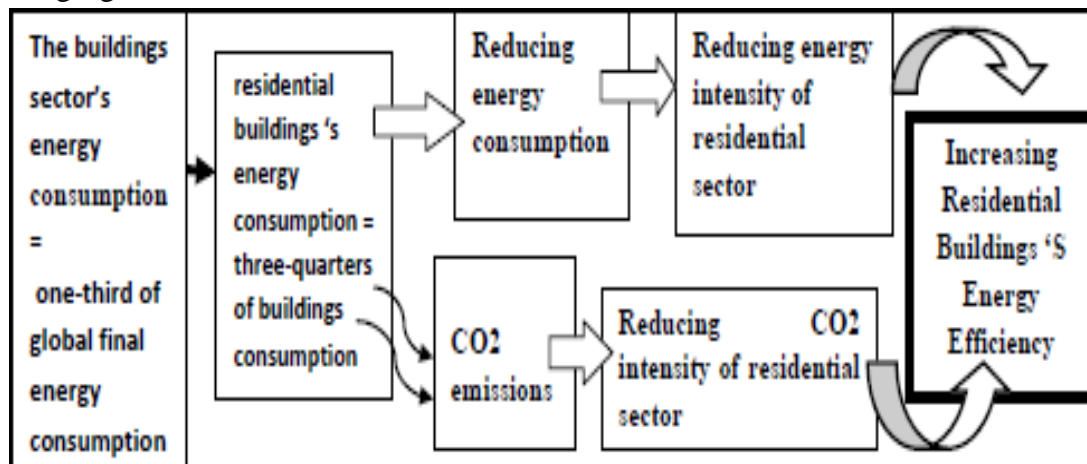 The buildings
sector's
energy
consumption
=
one-third of
global final
energy
consumption
residential
buildings 's
energy
consumption =
three-quarters
of buildings
consumption
Reducing
energy
consumption
Reducing energy
intensity of
residential
sector
CO2
emissions
Reducing CO2
intensity of residential
sector
Increasing
Residential
Buildings 'S
Energy
Efficiency